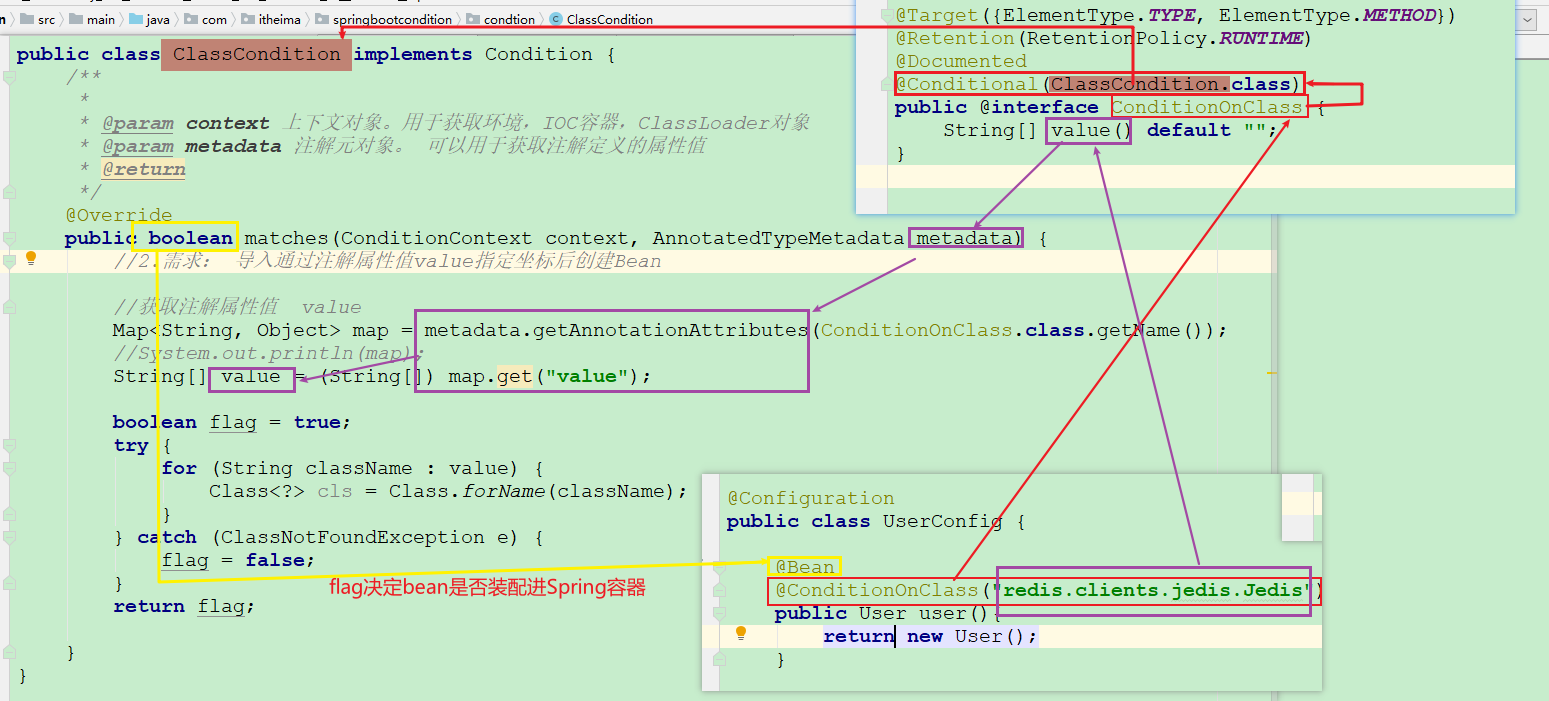 src main java com itheima springbootcondition condtion ClassCondition
public class ClassCondition implements Condition {
/**
*
* @param context 上下文对象。用于获取环境，IOC容器，ClassLoader对象
* @param metadata 注解元对象。 可以用于获取注解定义的属性值
* @return
*/
@Override
public boolean matches(ConditionContext context, AnnotatedTypeMetadata metadata) {
//2.需求： 导入通过注解属性值value指定坐标后创建Bean
//获取注解属性值 value
Map<String, Object> map = metadata.getAnnotationAttributes(ConditionOnClass.class.getName());
//System.out.println(map);
String[] value = (String[]) map.get("value");
boolean flag = true;
try {
for (String className : value) {
Class<?> cls = Class.forName(className);
}
} catch (ClassNotFoundException e) {
flag = false;
}
return flag;
}
}
flag决定bean是否装配进Spring容器
@Target({ElementType.TYPE, ElementType.METHOD})
@Retention(RetentionPolicy.RUNTIME)
@Documented
@Conditional(ClassCondition.class)
public @interface ConditionOnClass {
String[] value() default "";
}
@Configuration
public class UserConfig {
@Bean
@ConditionOnClass("redis.clients.jedis.Jedis")
public User user(){
return new User();
}